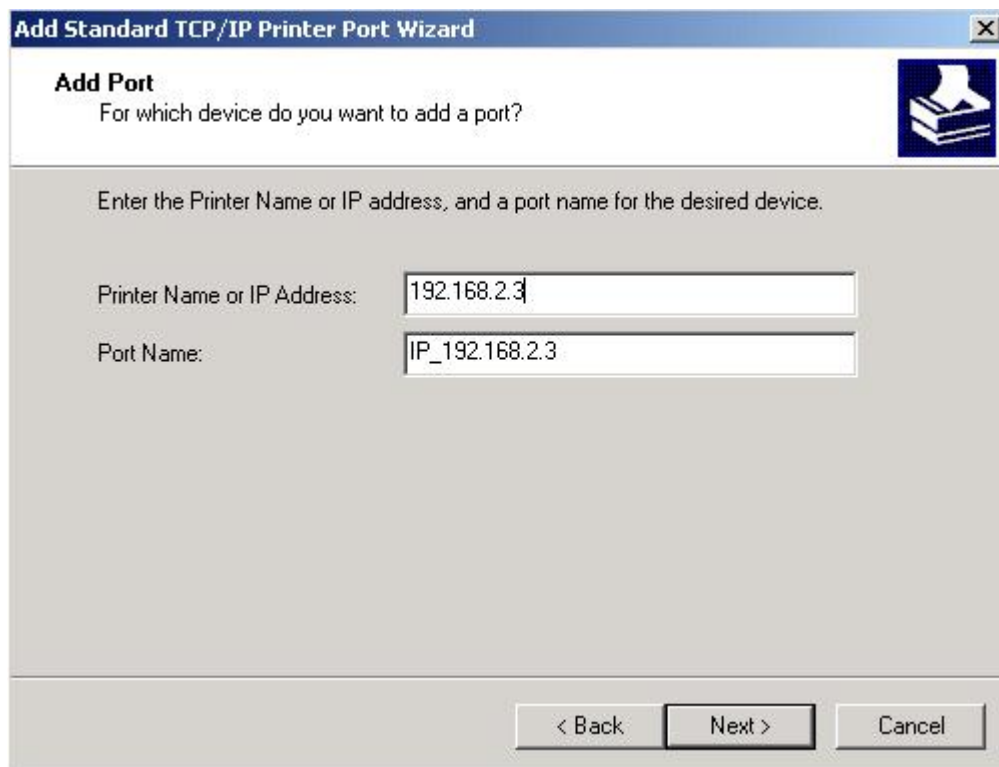 Add Standard TCP/IP Printer Port Wizard
Add Port
For which device do you want to add a port?
Enter the Printer Name or IP address, and a port name for the desired device.
Printer Name or IP Address: 192.168.2.3
Port Name: IP_192.168.2.3
< Back Next > Cancel